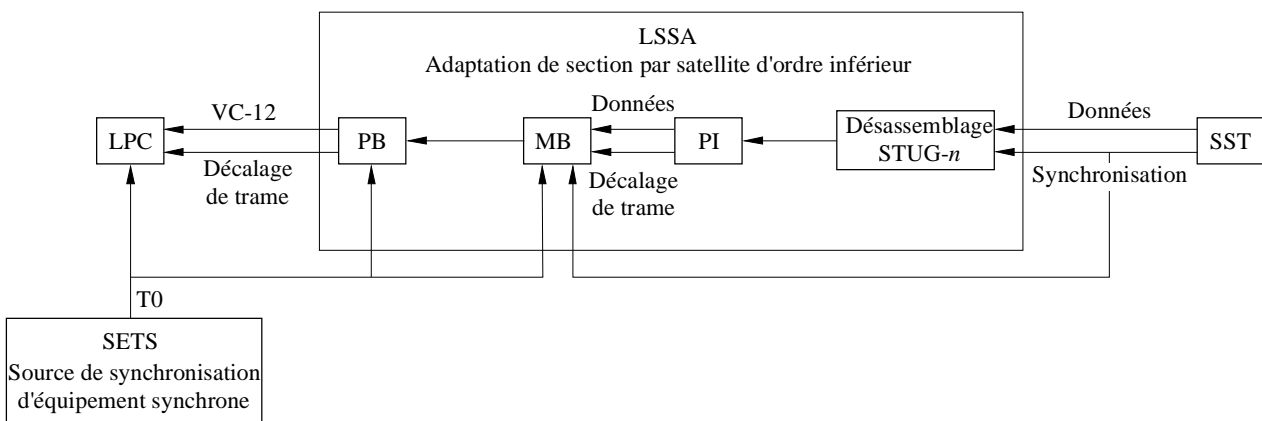 LSSA
Adaptation de section par satellite d'ordre inférieur
LPC
VC-12
Décalage
de trame
PB
MB
Données
Décalage
de trame
PI
Désassemblage
STUG-n
Données
Synchronisation
SST
T0
SETS
Source de synchronisation
d'équipement synchrone